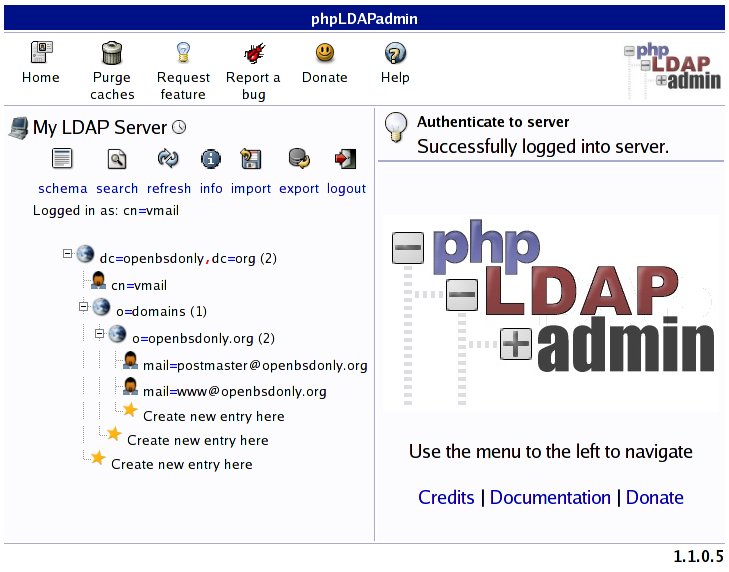 phpLDAPadmin
Home
Purge caches
Request feature
Report a bug
Donate
Help
php
LDAP
admin
My LDAP Server
schema search refresh info import export logout
Logged in as: cn=vmail
dc=openbsdonly,dc=org (2)
cn=vmail
o=domains (1)
o=openbsdonly.org (2)
mail=postmaster@openbsdonly.org
mail=www@openbsdonly.org
Create new entry here
Create new entry here
Create new entry here
Authenticate to server
Successfully logged into server.
php
LDAP
admin
Use the menu to the left to navigate
Credits | Documentation | Donate
1.1.0.5